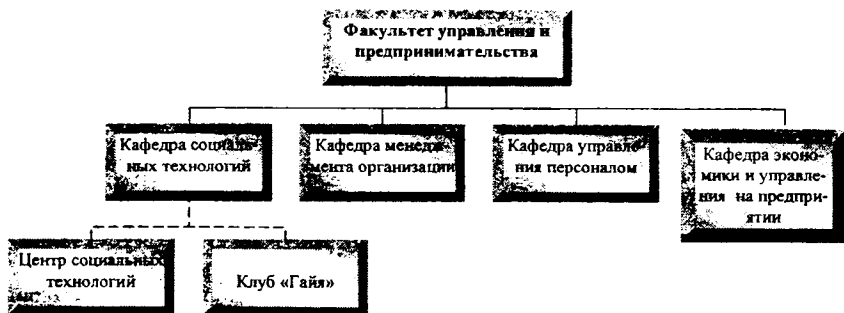 Факультет управления и
предпринимательства
Кафедра социаль-
ных технологий
Кафедра менедж-
мента организации
Кафедра управле-
ния персоналом
Кафедра эконо-
мики и управле-
ния на предпри-
ятии
Центр социальных
технологий
Клуб «Гайя»